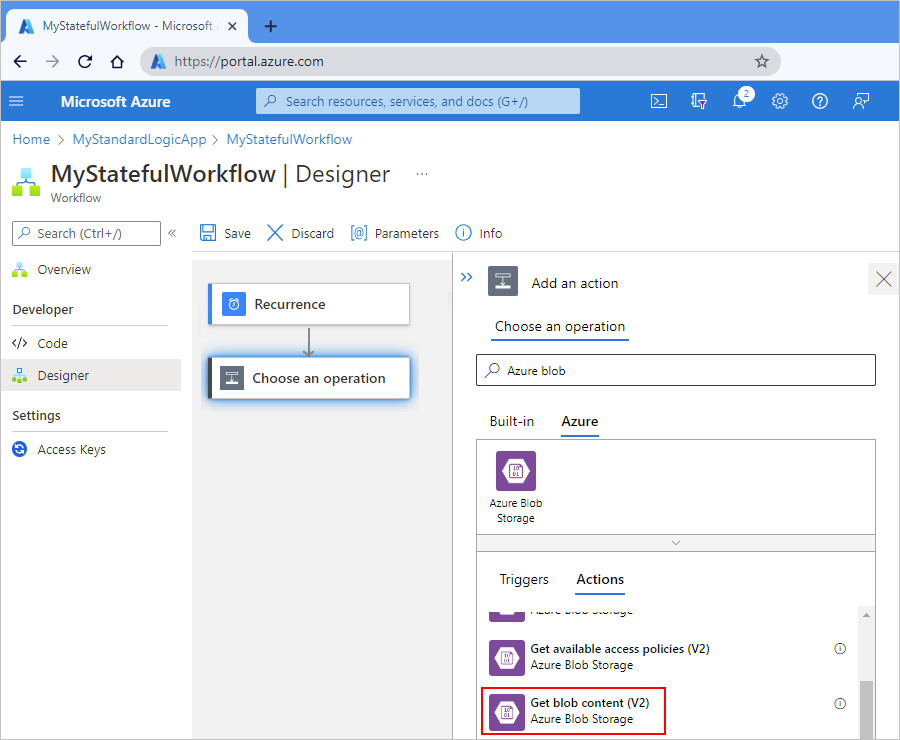 MyStatefulWorkflow - Microsoft
https://portal.azure.com
Microsoft Azure
Search resources, services, and docs (G+/)
2
Home > MyStandardLogicApp > MyStatefulWorkflow
MyStatefulWorkflow | Designer ...
Workflow
Search (Ctrl+/) «
Save Discard [@] Parameters Info
Overview
Developer
</> Code
Designer
Settings
Access Keys
Recurrence
Choose an operation
» Add an action
Choose an operation
Azure blob
Built-in Azure
Azure Blob
Storage
Triggers Actions
Azure Blob Storage
Get available access policies (V2)
Azure Blob Storage
Get blob content (V2)
Azure Blob Storage